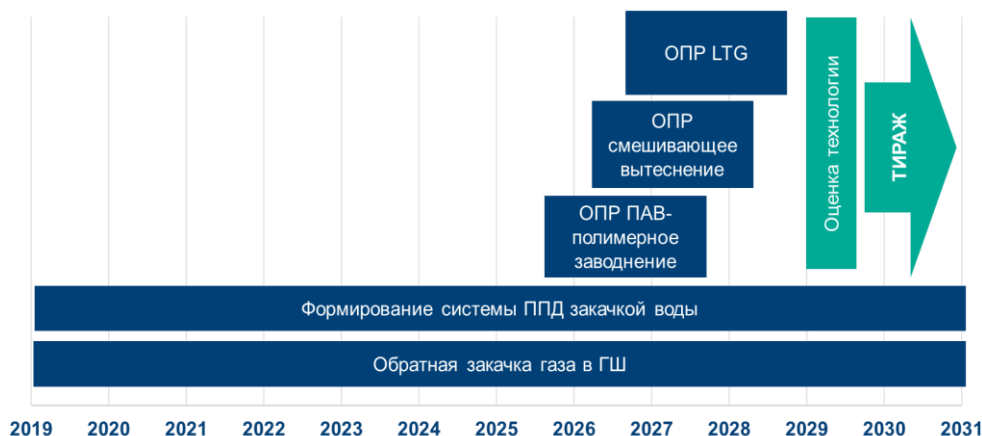 ОПР LTG
ОПР
смешивающее
вытеснение
ОПР ПАВ-
полимерное
заводнение
Оценка технологии
ТИРАЖ
Формирование системы ППД закачкой воды
Обратная закачка газа в ГШ
2019 2020 2021 2022 2023 2024 2025 2026 2027 2028 2029 2030 2031